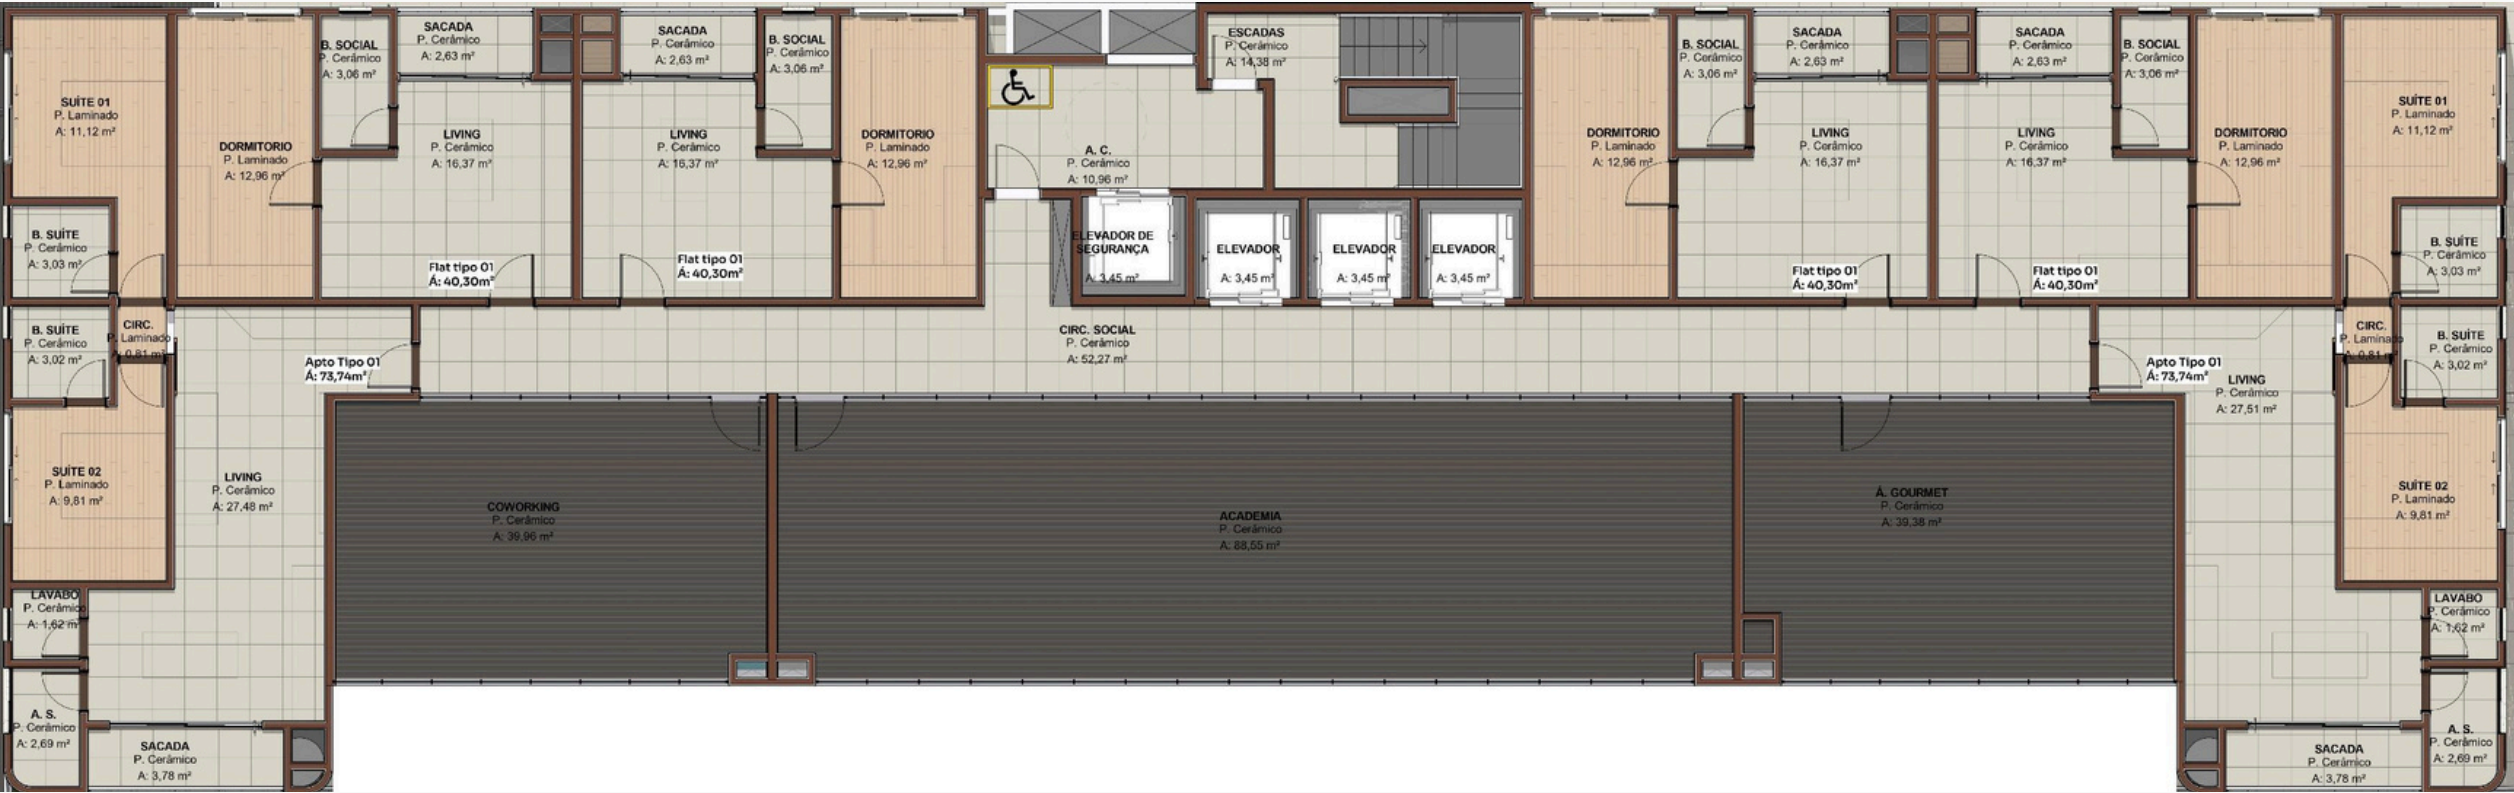 SUÍTE 01
P. Laminado
A: 11,12 m²
DORMITORIO
P. Laminado
A: 12,96 m²
B. SOCIAL
P. Cerâmico
A: 3,06 m²
SACADA
P. Cerâmico
A: 2,63 m²
LIVING
P. Cerâmico
A: 16,37 m²
Flat tipo 01
Á: 40,30m²
SACADA
P. Cerâmico
A: 2,63 m²
B. SOCIAL
P. Cerâmico
A: 3,06 m²
LIVING
P. Cerâmico
A: 16,37 m²
Flat tipo 01
Á: 40,30m²
DORMITORIO
P. Laminado
A: 12,96 m²
ESCADAS
P. Cerâmico
A: 14,38 m²
A. C.
P. Cerâmico
A: 10,96 m²
ELEVADOR DE
SEGURANÇA
A: 3,45 m²
ELEVADOR
A: 3,45 m²
ELEVADOR
A: 3,45 m²
ELEVADOR
A: 3,45 m²
DORMITORIO
P. Laminado
A: 12,96 m²
B. SOCIAL
P. Cerâmico
A: 3,06 m²
SACADA
P. Cerâmico
A: 2,63 m²
LIVING
P. Cerâmico
A: 16,37 m²
Flat tipo 01
Á: 40,30m²
SACADA
P. Cerâmico
A: 2,63 m²
B. SOCIAL
P. Cerâmico
A: 3,06 m²
LIVING
P. Cerâmico
A: 16,37 m²
Flat tipo 01
Á: 40,30m²
DORMITORIO
P. Laminado
A: 12,96 m²
SUÍTE 01
P. Laminado
A: 11,12 m²
B. SUÍTE
P. Cerâmico
A: 3,03 m²
B. SUÍTE
P. Cerâmico
A: 3,03 m²
B. SUÍTE
P. Cerâmico
A: 3,02 m²
CIRC.
P. Laminado
A: 0,81 m²
Apto Tipo 01
Á: 73,74m²
CIRC. SOCIAL
P. Cerâmico
A: 52,27 m²
Apto Tipo 01
Á: 73,74m²
LIVING
P. Cerâmico
A: 27,51 m²
CIRC.
P. Laminado
A: 0,81 m²
B. SUÍTE
P. Cerâmico
A: 3,02 m²
SUÍTE 02
P. Laminado
A: 9,81 m²
LIVING
P. Cerâmico
A: 27,48 m²
COWORKING
P. Cerâmico
A: 39,96 m²
ACADEMIA
P. Cerâmico
A: 88,55 m²
Á. GOURMET
P. Cerâmico
A: 39,38 m²
SUÍTE 02
P. Laminado
A: 9,81 m²
LAVABO
P. Cerâmico
A: 1,62 m²
LAVABO
P. Cerâmico
A: 1,62 m²
A. S.
P. Cerâmico
A: 2,69 m²
SACADA
P. Cerâmico
A: 3,78 m²
SACADA
P. Cerâmico
A: 3,78 m²
A. S.
P. Cerâmico
A: 2,69 m²